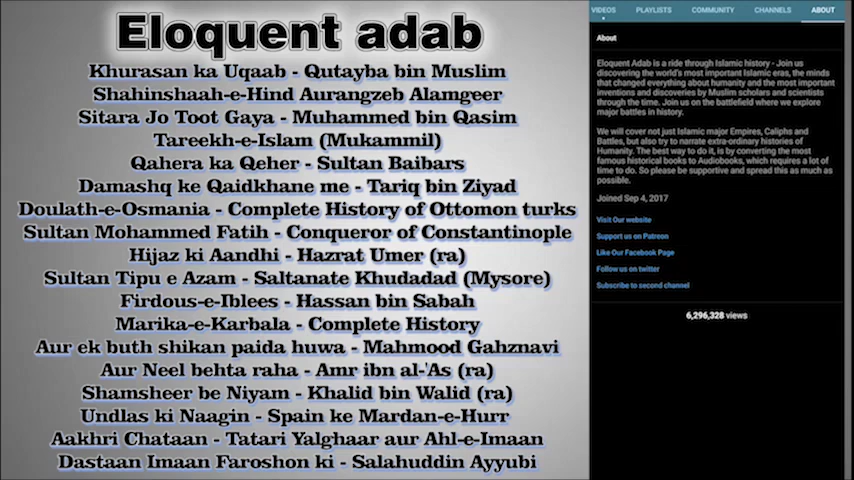 Eloquent adab
Khurasan ka Uqaab - Qutayba bin Muslim
Shahinshaah-e-Hind Aurangzeb Alamgeer
Sitara Jo Toot Gaya - Muhammed bin Qasim
Tareekh-e-Islam (Mukammil)
Qahera ka Qeher - Sultan Baibars
Damashq ke Qaidkhane me - Tariq bin Ziyad
Doulath-e-Osmania - Complete History of Ottomon turks
Sultan Mohammed Fatih - Conqueror of Constantinople
Hijaz ki Aandhi - Hazrat Umer (ra)
Sultan Tipu e Azam - Saltanate Khudadad (Mysore)
Firdous-e-Iblees - Hassan bin Sabah
Marika-e-Karbala - Complete History
Aur ek buth shikan paida huwa - Mahmood Gahznavi
Aur Neel behta raha - Amr ibn al-'As (ra)
Shamsheer be Niyam - Khalid bin Walid (ra)
Undlas ki Naagin - Spain ke Mardan-e-Hurr
Aakhri Chataan - Tatari Yalghaar aur Ahl-e-Imaan
Dastaan Imaan Faroshon ki - Salahuddin Ayyubi
VIDEOS PLAYLISTS COMMUNITY CHANNELS ABOUT
About
Eloquent Adab is a ride through Islamic history - Join us
discovering the world's most important Islamic eras, the minds
that changed everything about humanity and the most important
inventions and discoveries by Muslim scholars and scientists
through the time. Join us on the battlefield where we explore
major battles in history.
We will cover not just Islamic major Empires, Caliphs and
Battles, but also try to narrate extra-ordinary histories of
Humanity. The best way to do it, is by converting the most
famous historical books to Audiobooks, which requires a lot of
time to do. So please be supportive and spread this as much as
possible.
Joined Sep 4, 2017
Visit Our website
Support us on Patreon
Like Our Facebook Page
Follow us on twitter
Subscribe to second channel
6,296,328 views